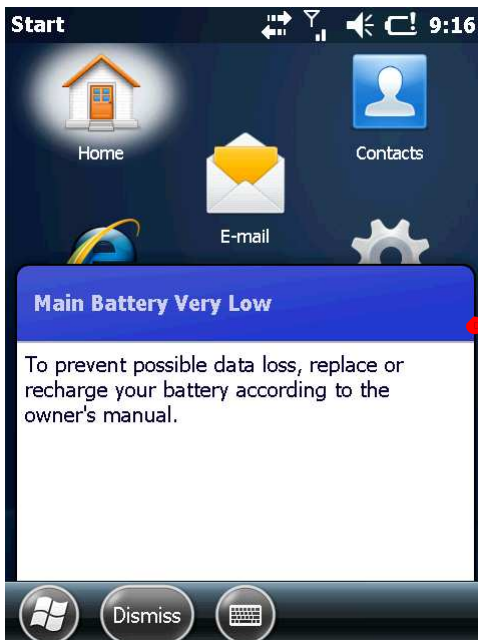 Start 9:16
Home
Contacts
E-mail
Main Battery Very Low
To prevent possible data loss, replace or
recharge your battery according to the
owner's manual.
Dismiss